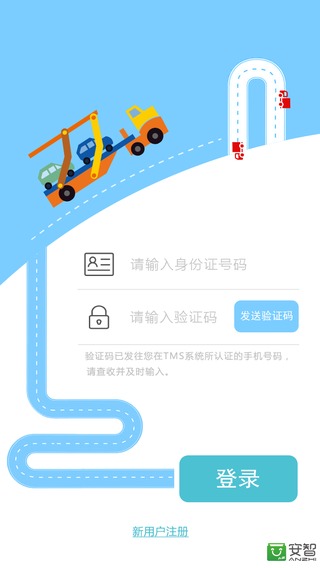 请输入身份证号码
请输入验证码
发送验证码
验证码已发往您在TMS系统所认证的手机号码，
请查收并及时输入。
登录
新用户注册
安智
ANZHI